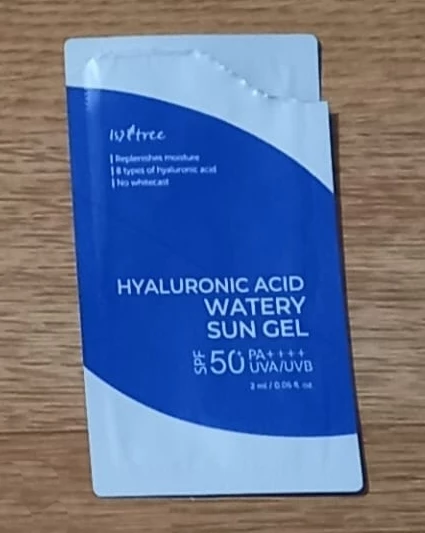 Isntree
| Replenishes moisture
| 8 types of hyaluronic acid
| No whitecast
HYALURONIC ACID
WATERY
SUN GEL
SPF 50+ PA++++
UVA/UVB
2 ml / 0.06 fl. oz